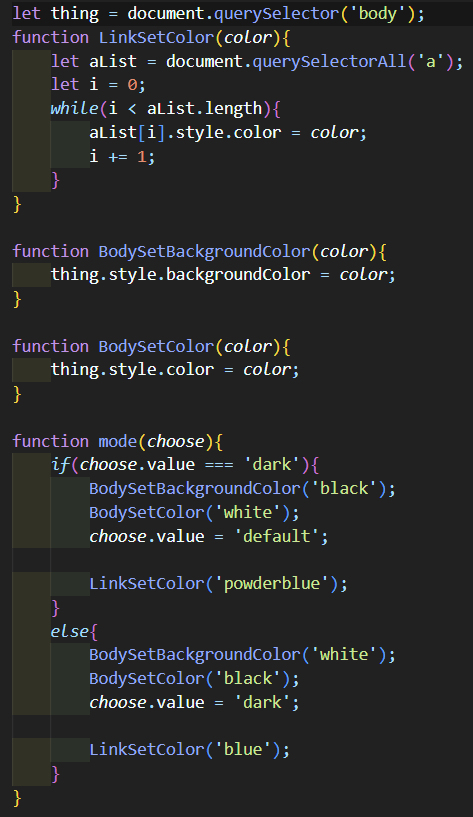 let thing = document.querySelector('body');
function LinkSetColor(color){
    let aList = document.querySelectorAll('a');
    let i = 0;
    while(i < aList.length){
        aList[i].style.color = color;
        i += 1;
    }
}

function BodySetBackgroundColor(color){
    thing.style.backgroundColor = color;
}

function BodySetColor(color){
    thing.style.color = color;
}

function mode(choose){
    if(choose.value === 'dark'){
        BodySetBackgroundColor('black');
        BodySetColor('white');
        choose.value = 'default';

        LinkSetColor('powderblue');
    }
    else{
        BodySetBackgroundColor('white');
        BodySetColor('black');
        choose.value = 'dark';

        LinkSetColor('blue');
    }
}